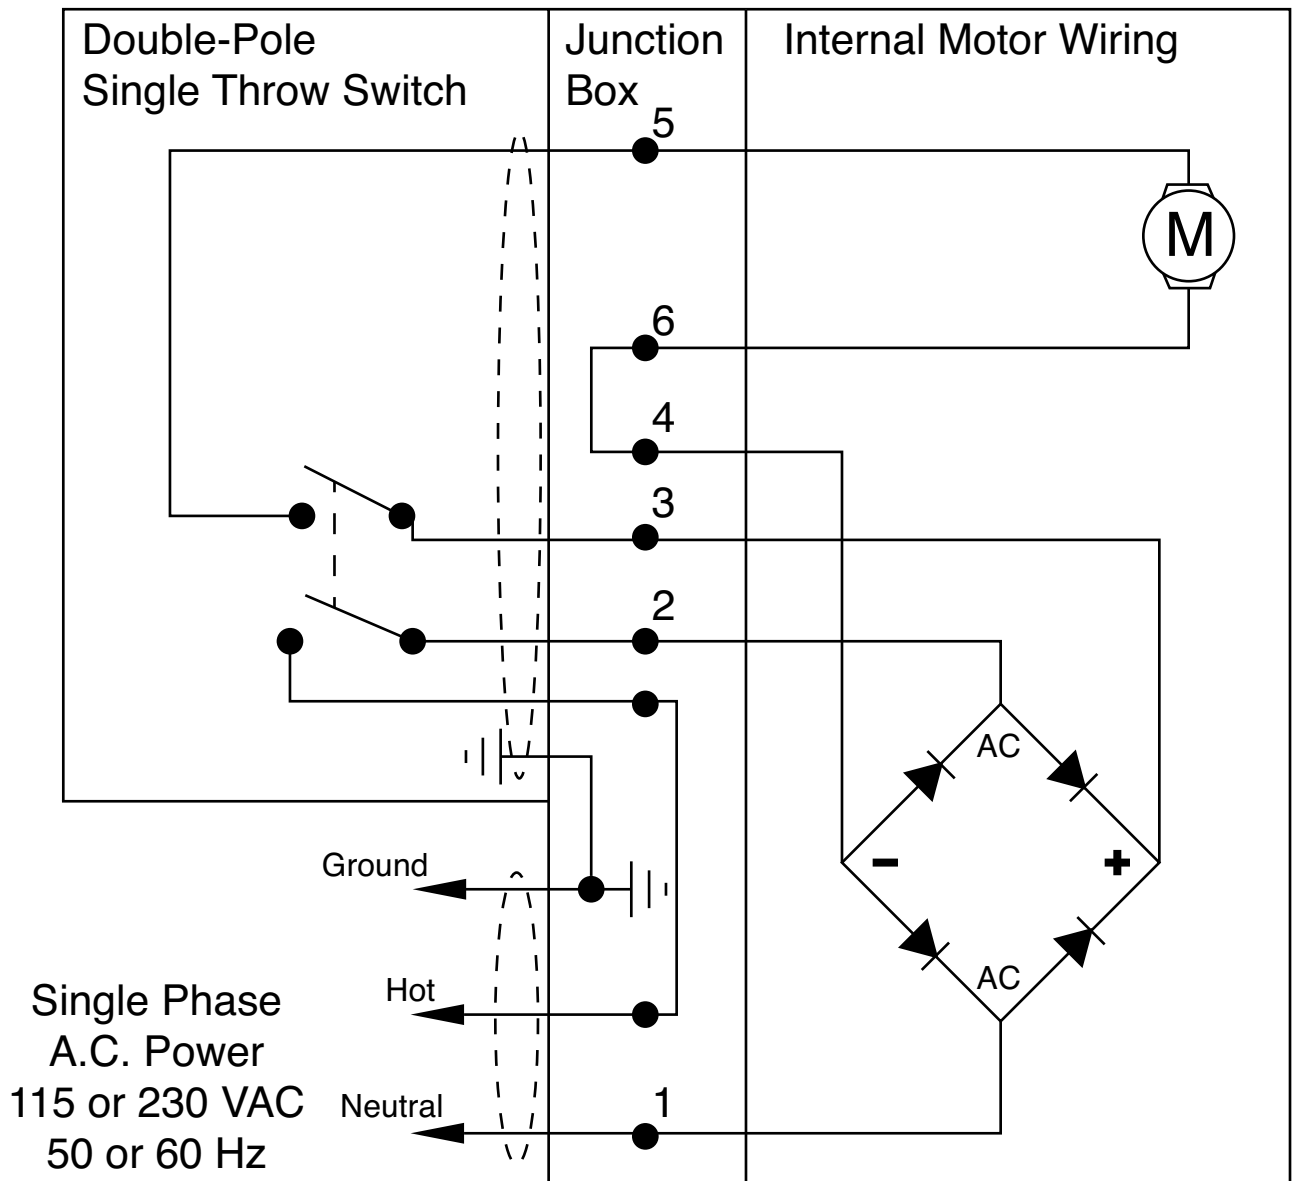 Double-Pole
Single Throw Switch
Junction
Box
Internal Motor Wiring
5
M
6
4
3
2
AC
Ground
- +
AC
Hot
Single Phase
A.C. Power
115 or 230 VAC
50 or 60 Hz
Neutral
1